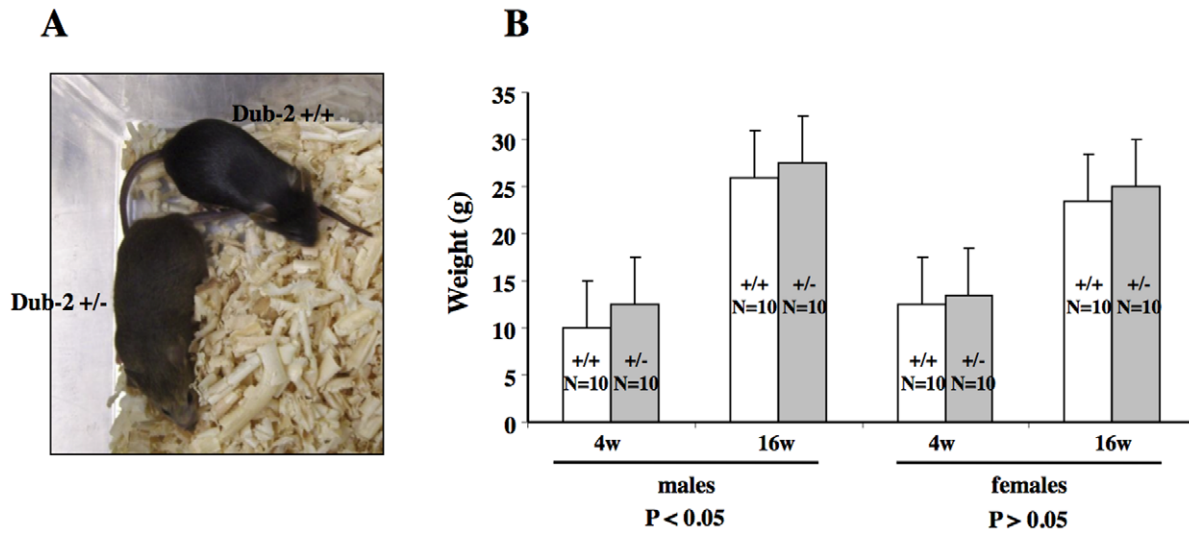 A
Dub-2 +/+
Dub-2 +/-
B
Weight (g)
35
30
25
20
15
10
5
0
+/+
N=10
+/-
N=10
+/+
N=10
+/-
N=10
+/+
N=10
+/-
N=10
+/+
N=10
+/-
N=10
4w 16w 4w 16w
males females
P < 0.05 P > 0.05